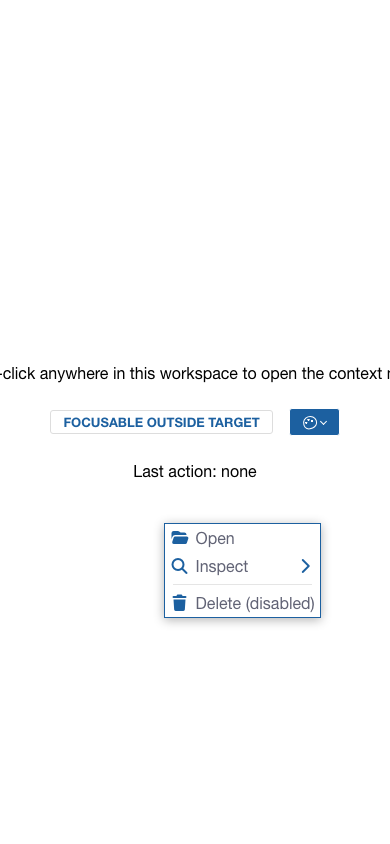 -click anywhere in this workspace to open the context
FOCUSABLE OUTSIDE TARGET
Last action: none
Open
Inspect
Delete (disabled)